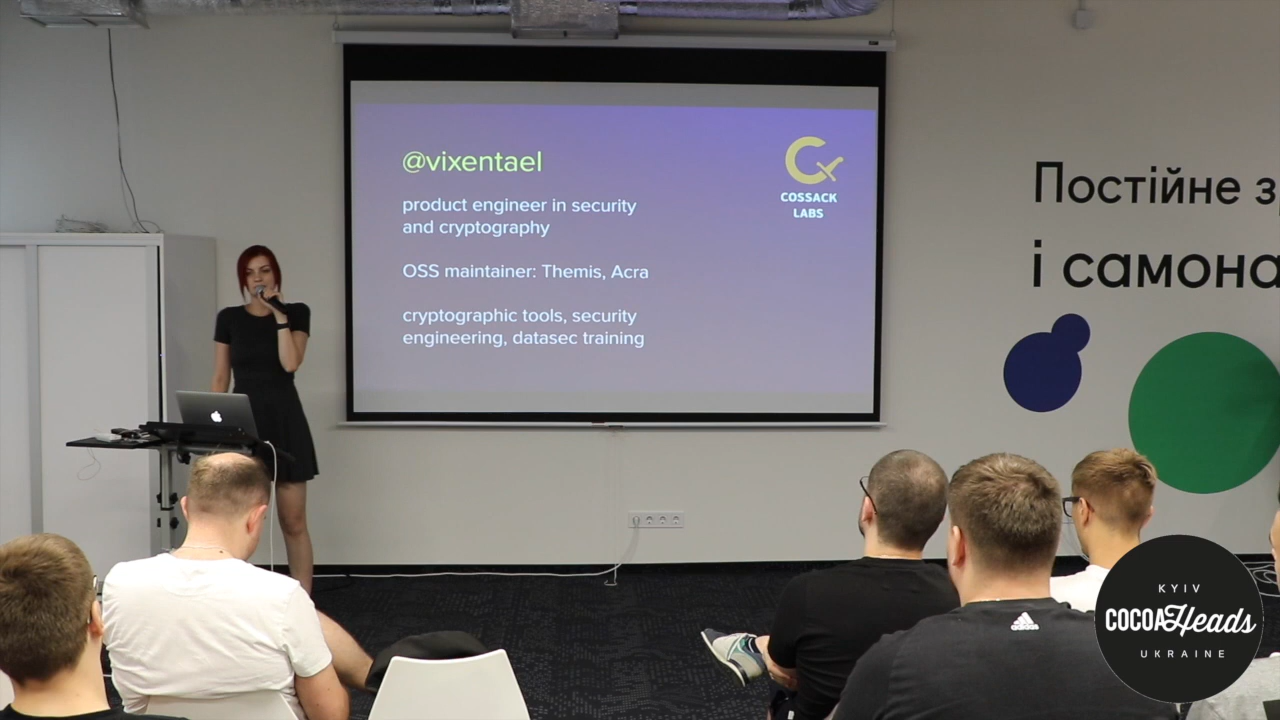 @vixentael
product engineer in security
and cryptography
OSS maintainer: Themis, Acra
cryptographic tools, security
engineering, datasec training
COSSACK
LABS
Постійне з
і самона
KYIV
COCOAHeads
UKRAINE